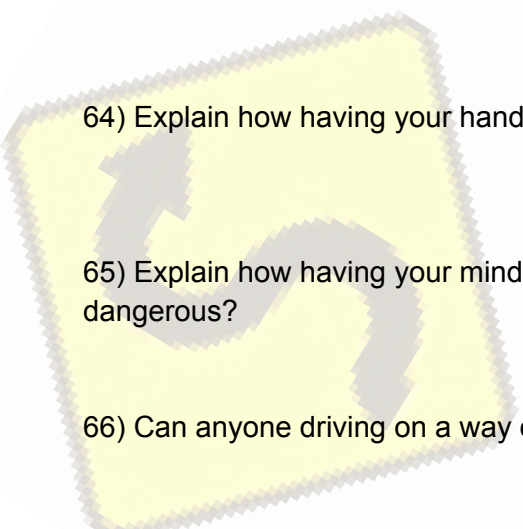 64) Explain how having your hand
65) Explain how having your mind
dangerous?
66) Can anyone driving on a way